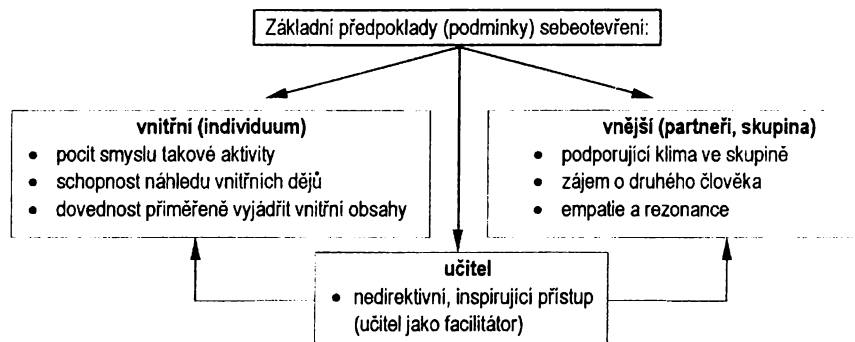 Základní předpoklady (podmínky) sebeotevření:
vnitřní (individuum)
• pocit smyslu takové aktivity
• schopnost náhledu vnitřních dějů
• dovednost přiměřeně vyjádřit vnitřní obsahy
vnější (partneři, skupina)
• podporující klima ve skupině
• zájem o druhého člověka
• empatie a rezonance
učitel
• nedirektivní, inspirující přístup
(učitel jako facilitátor)